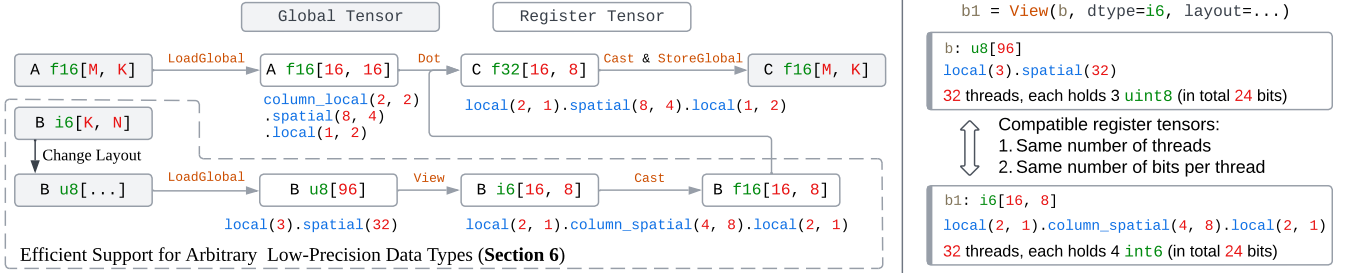 Global Tensor
Register Tensor
A f16[M, K]
LoadGlobal
A f16[16, 16]
Dot
C f32[16, 8]
Cast & StoreGlobal
C f16[M, K]
column_local(2, 2)
.spatial(8, 4)
.local(1, 2)
local(2, 1).spatial(8, 4).local(1, 2)
B i6[K, N]
Change Layout
B u8[...]
LoadGlobal
B u8[96]
View
B i6[16, 8]
Cast
B f16[16, 8]
local(3).spatial(32)
local(2, 1).column_spatial(4, 8).local(2, 1)
Efficient Support for Arbitrary Low-Precision Data Types (Section 6)
b1 = View(b, dtype=i6, layout=...)
b: u8[96]
local(3).spatial(32)
32 threads, each holds 3 uint8 (in total 24 bits)
Compatible register tensors:
1. Same number of threads
2. Same number of bits per thread
b1: i6[16, 8]
local(2, 1).column_spatial(4, 8).local(2, 1)
32 threads, each holds 4 int6 (in total 24 bits)